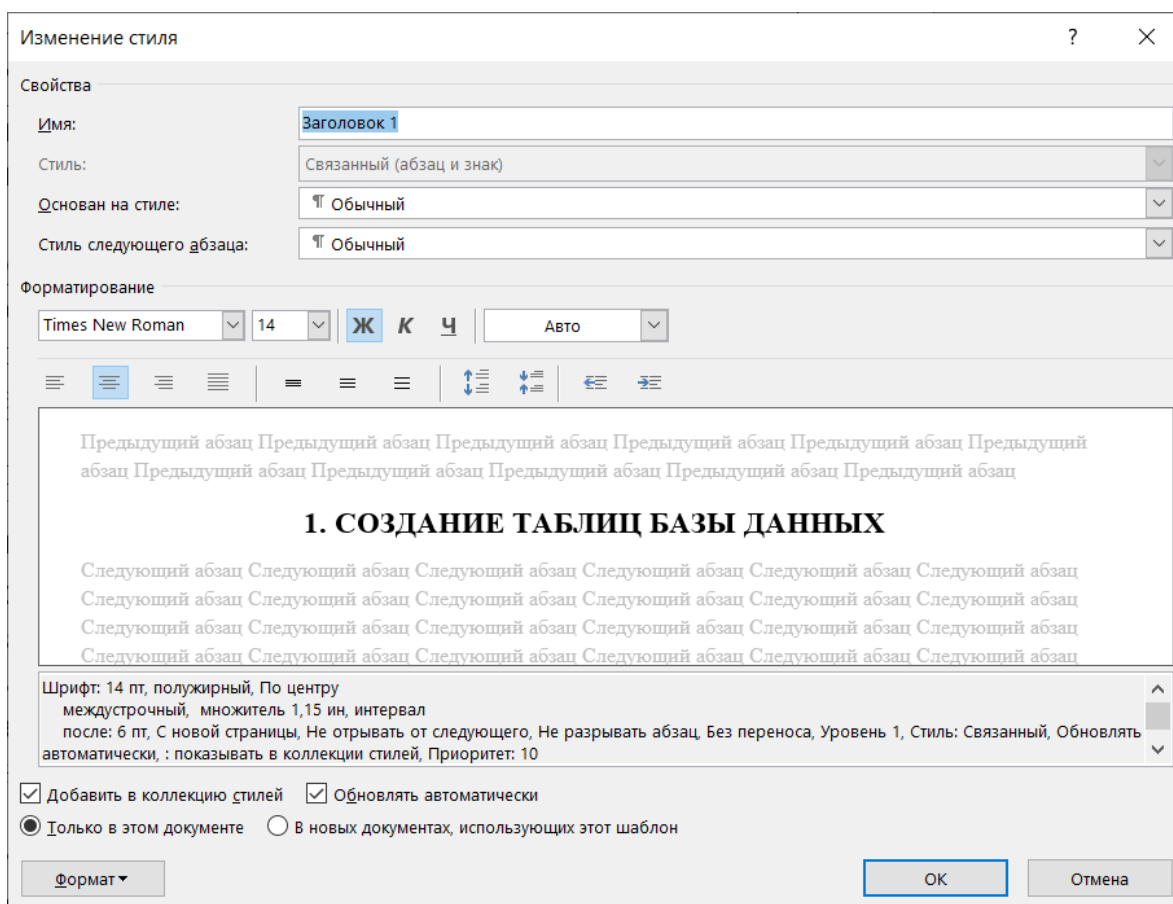 Изменение стиля ?
Свойства
Имя: Заголовок 1
Стиль: Связанный (абзац и знак)
Основан на стиле: ¶ Обычный
Стиль следующего абзаца: ¶ Обычный
Форматирование
Times New Roman 14 Ж К Ч Авто
Предыдущий абзац Предыдущий абзац Предыдущий абзац Предыдущий абзац Предыдущий абзац Предыдущий
абзац Предыдущий абзац Предыдущий абзац Предыдущий абзац Предыдущий абзац Предыдущий абзац
1. СОЗДАНИЕ ТАБЛИЦ БАЗЫ ДАННЫХ
Следующий абзац Следующий абзац Следующий абзац Следующий абзац Следующий абзац Следующий абзац
Следующий абзац Следующий абзац Следующий абзац Следующий абзац Следующий абзац Следующий абзац
Следующий абзац Следующий абзац Следующий абзац Следующий абзац Следующий абзац Следующий абзац
Следующий абзац Следующий абзац Следующий абзац Следующий абзац Следующий абзац Следующий абзац
Шрифт: 14 пт, полужирный, По центру
междустрочный, множитель 1,15 ин, интервал
после: 6 пт, С новой страницы, Не отрывать от следующего, Не разрывать абзац, Без переноса, Уровень 1, Стиль: Связанный, Обновлять
автоматически, : показывать в коллекции стилей, Приоритет: 10
Добавить в коллекцию стилей Обновлять автоматически
Только в этом документе В новых документах, использующих этот шаблон
Формат ОК Отмена